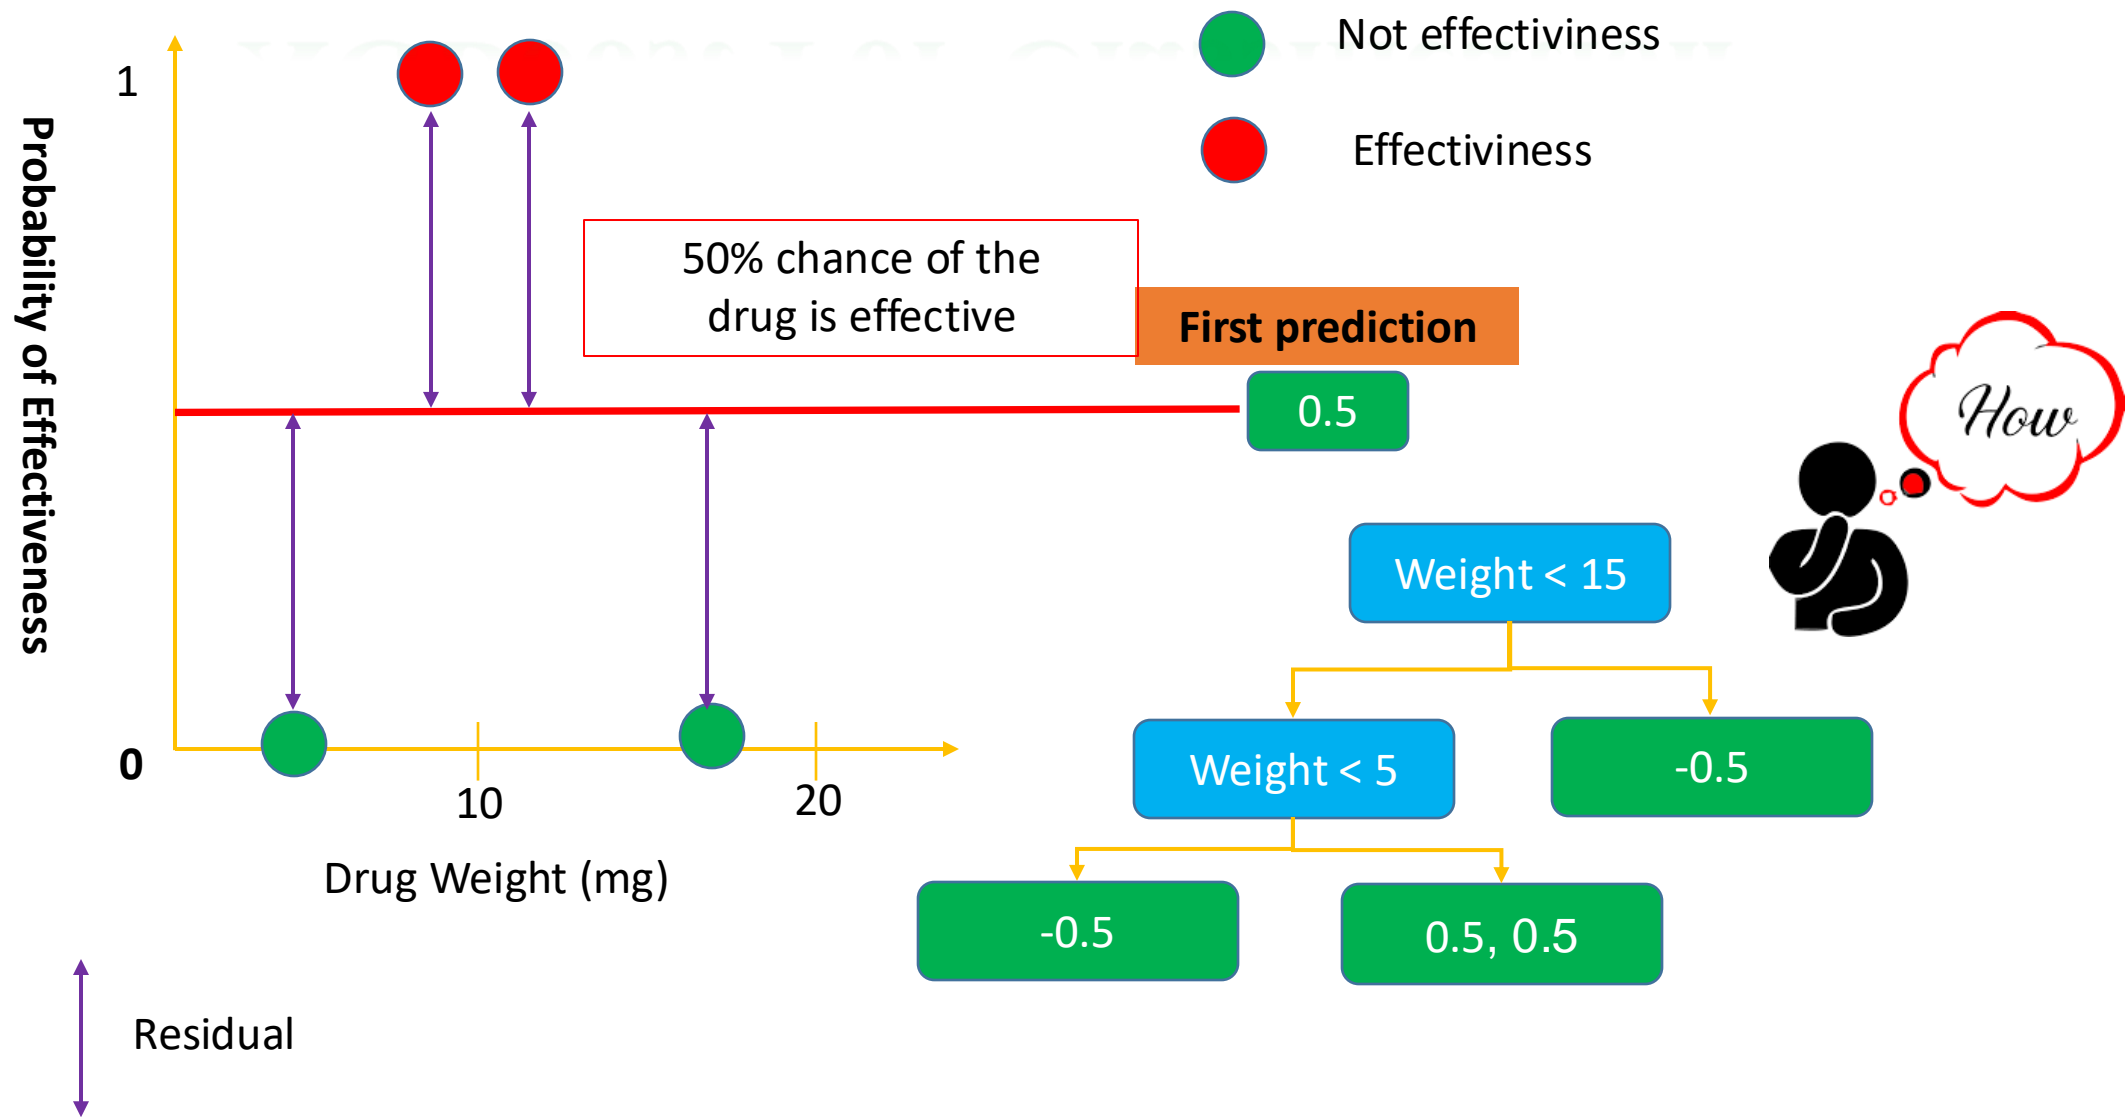 Not effectiviness
1
Effectiviness
Probability of Effectiveness
50% chance of the
drug is effective
First prediction
0.5
How
Weight < 15
0
Weight < 5
-0.5
10
20
Drug Weight (mg)
-0.5
0.5, 0.5
Residual